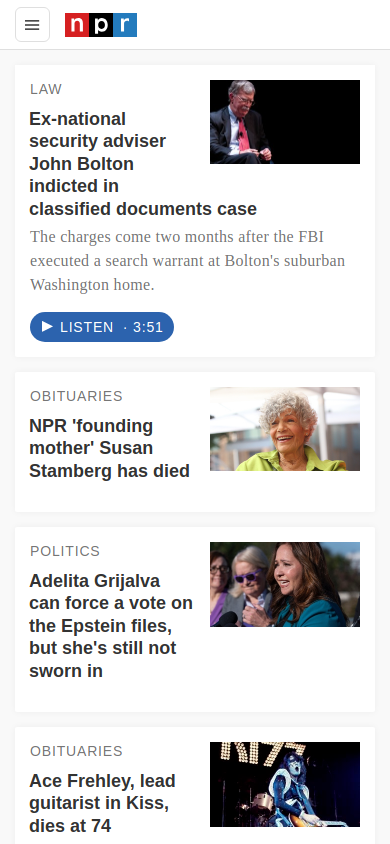 npr
LAW
Ex-national
security adviser
John Bolton
indicted in
classified documents case
The charges come two months after the FBI
executed a search warrant at Bolton's suburban
Washington home.
LISTEN · 3:51
OBITUARIES
NPR 'founding
mother' Susan
Stamberg has died
POLITICS
Adelita Grijalva
can force a vote on
the Epstein files,
but she's still not
sworn in
OBITUARIES
KISS
Ace Frehley, lead
guitarist in Kiss,
dies at 74